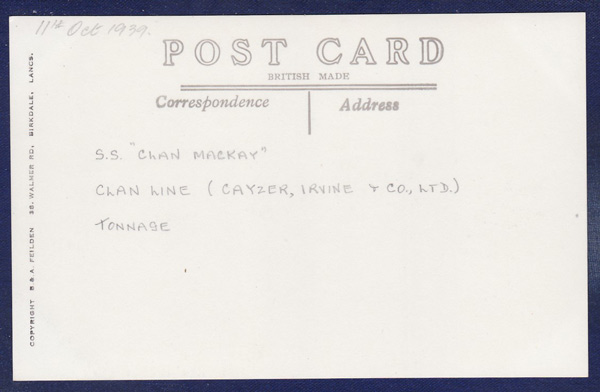 11th Oct 1939.
POST CARD
BRITISH MADE
Correspondence
Address
S.S. "CLAN MACKAY"
CLAN LINE (CAYZER, IRVINE & CO., LTD.)
TONNAGE
COPYRIGHT B. & A. FEILDEN 25. WALMER RD. BIRKDALE, LANCS.